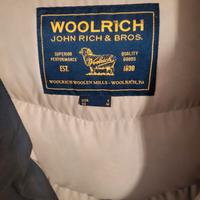 WOOLRICH
JOHN RICH & BROS.
SUPERIOR PERFORMANCE
QUALITY GOODS
Woolrich
EST.
1830
WOOLRICH WOOLEN MILLS - WOOLRICH, PA